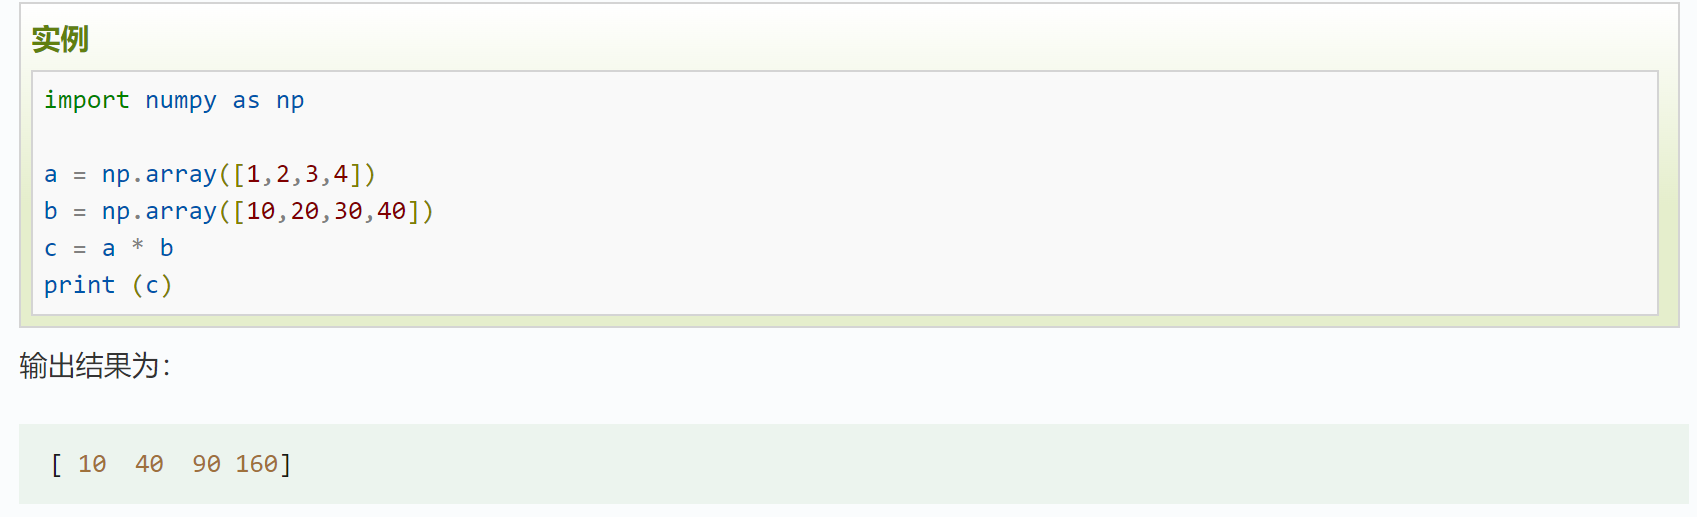 实例
import numpy as np
a = np.array([1,2,3,4])
b = np.array([10,20,30,40])
c = a * b
print (c)
输出结果为：
[ 10  40  90 160]